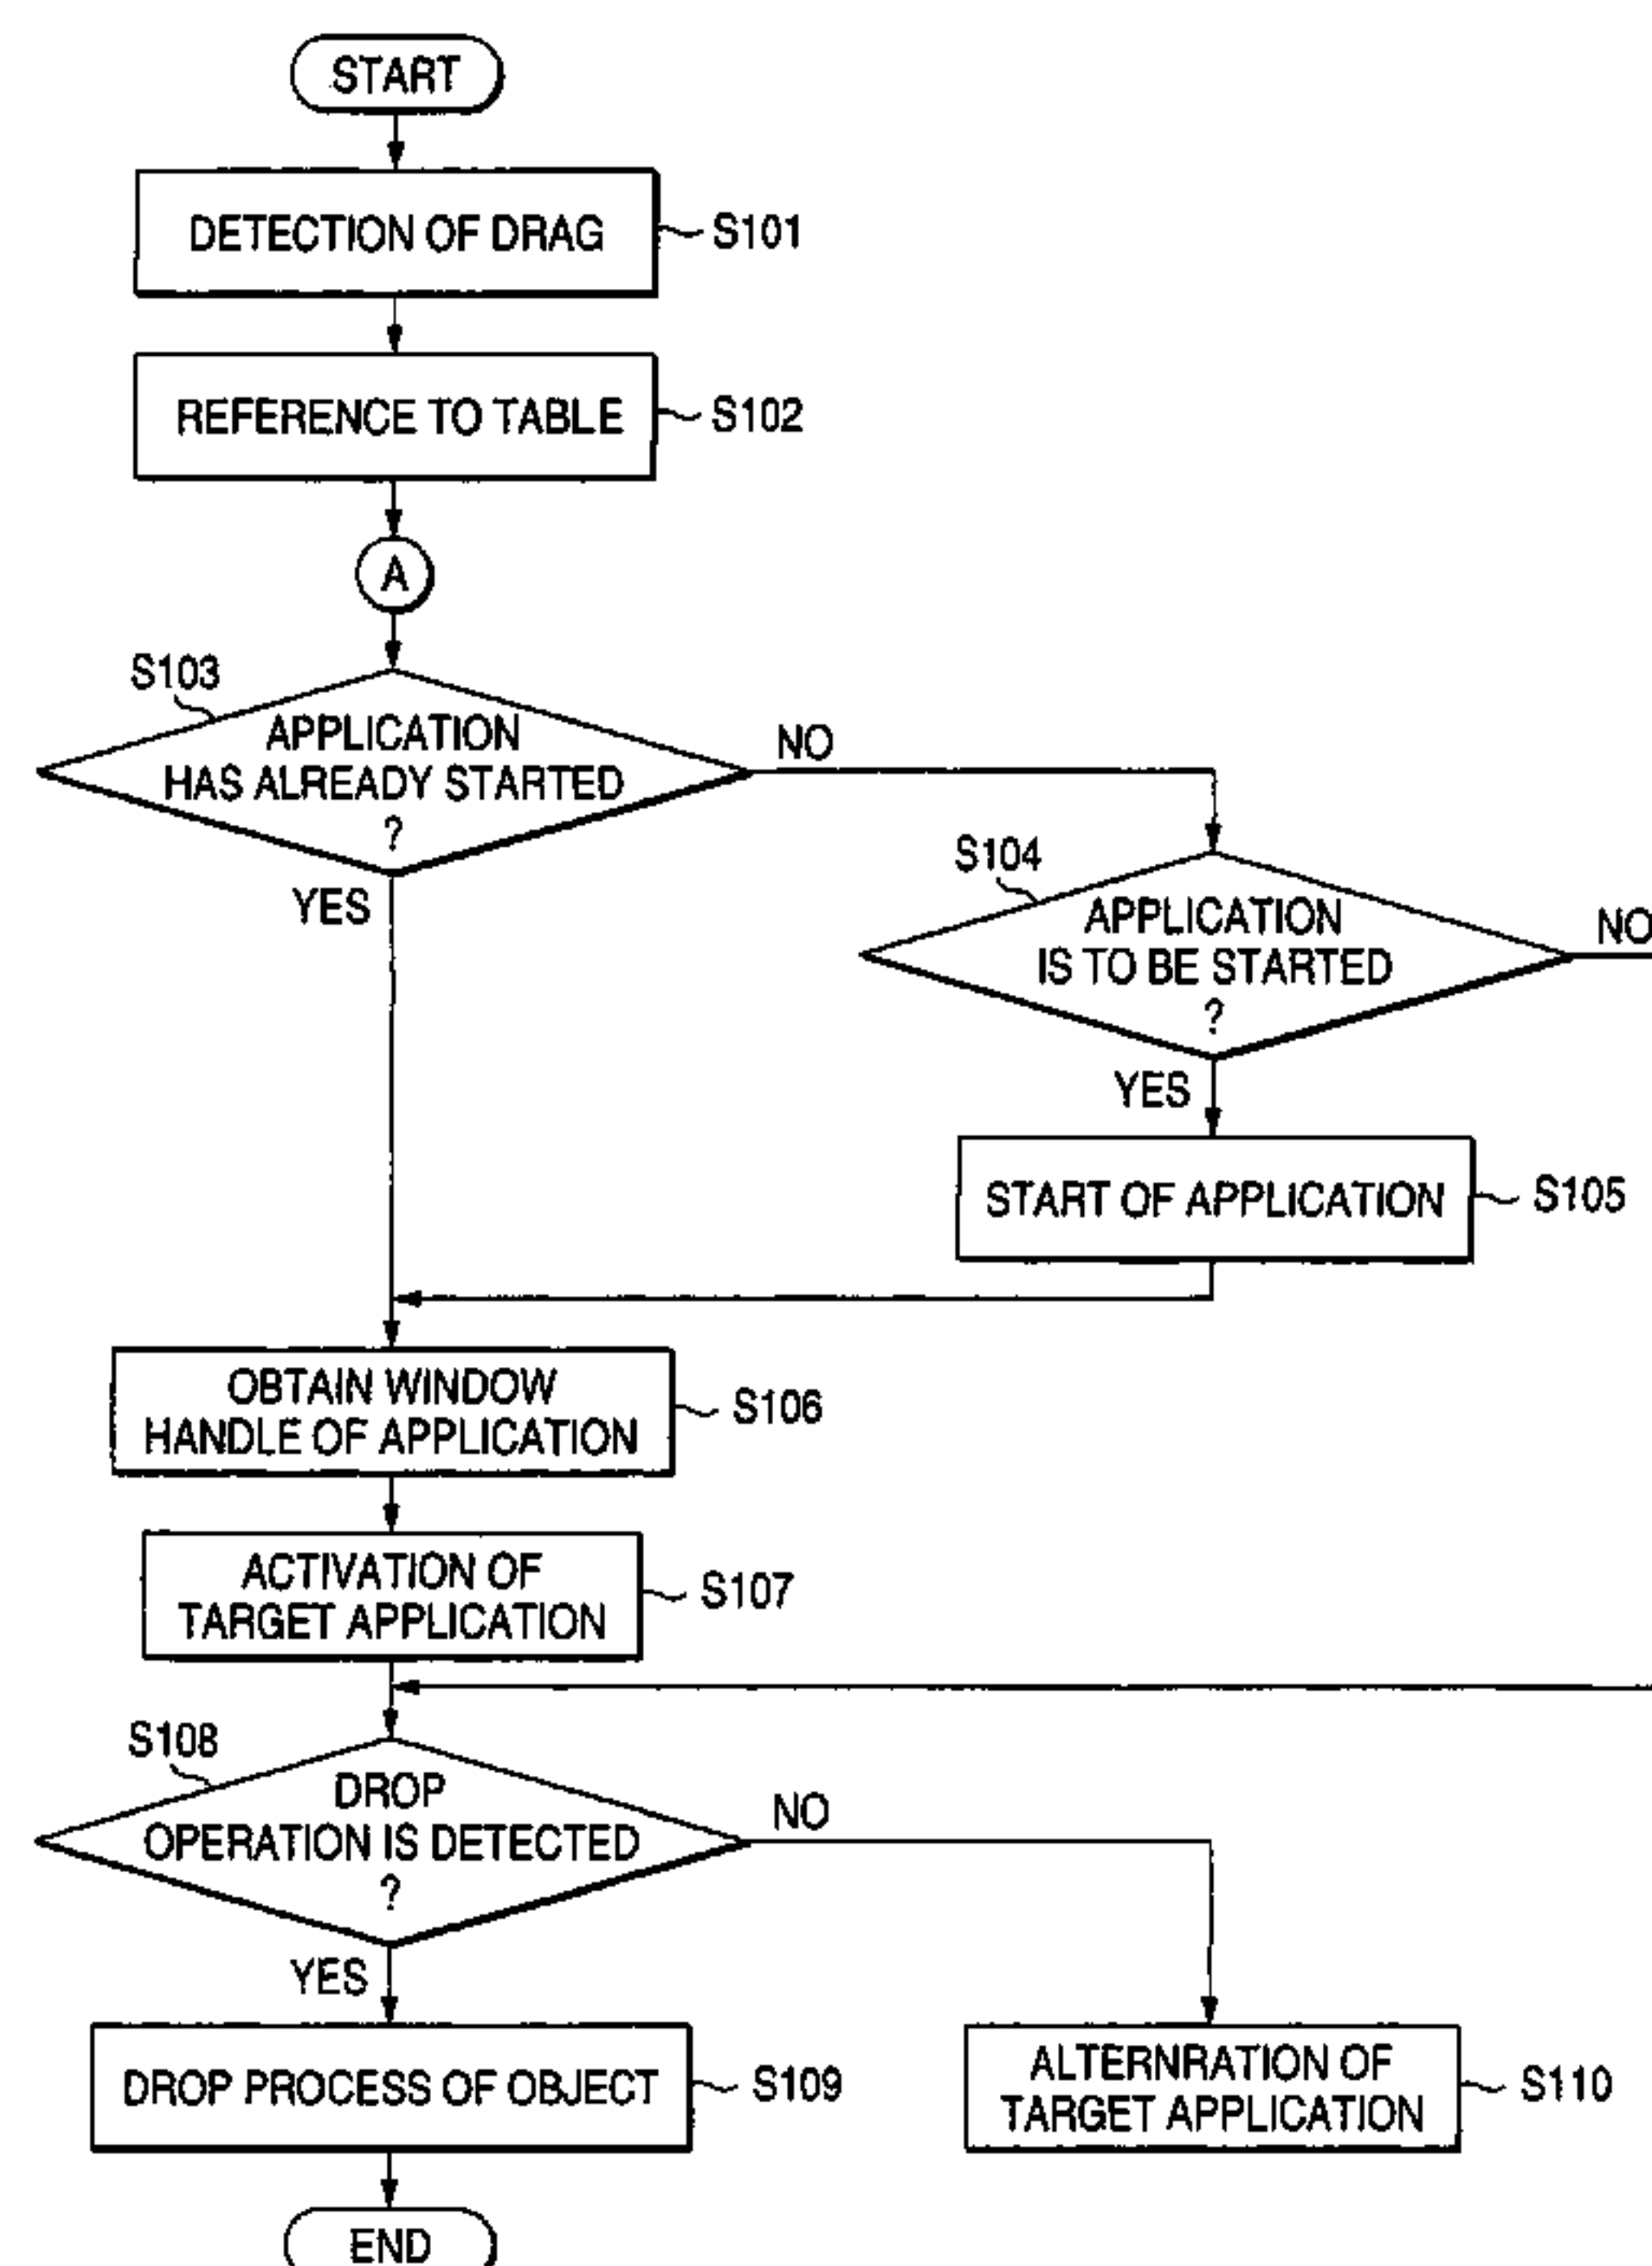 START
DETECTION OF DRAG
S101
REFERENCE TO TABLE
S102
A
S103
APPLICATION
HAS ALREADY STARTED
?
NO
YES
S104
APPLICATION
IS TO BE STARTED
?
NO
YES
START OF APPLICATION
S105
OBTAIN WINDOW
HANDLE OF APPLICATION
S106
ACTIVATION OF
TARGET APPLICATION
S107
S108
DROP
OPERATION IS DETECTED
?
NO
YES
DROP PROCESS OF OBJECT
S109
ALTERNRATION OF
TARGET APPLICATION
S110
END